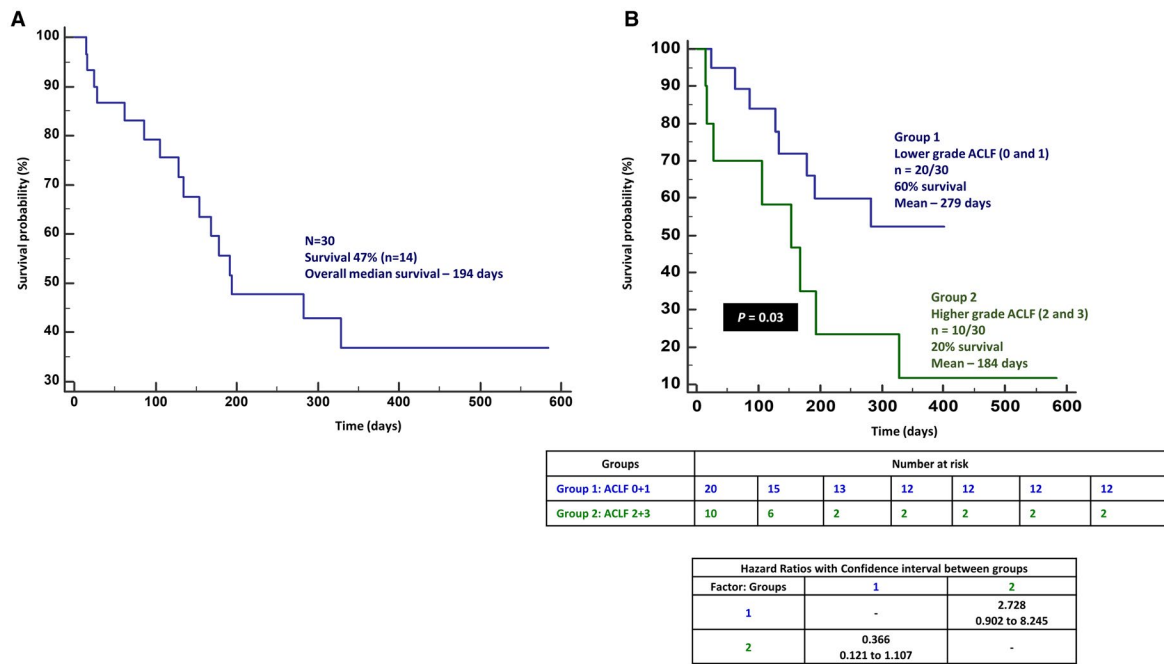 A
Survival probability (%)
100
90
80
70
60
50
40
30
0 100 200 300 400 500 600
Time (days)
N=30
Survival 47% (n=14)
Overall median survival – 194 days
B
Survival probability (%)
100
90
80
70
60
50
40
30
20
10
0 100 200 300 400 500 600
Time (days)
Group 1
Lower grade ACLF (0 and 1)
n = 20/30
60% survival
Mean – 279 days
P = 0.03
Group 2
Higher grade ACLF (2 and 3)
n = 10/30
20% survival
Mean – 184 days
Groups Number at risk
Group 1: ACLF 0+1 20 15 13 12 12 12 12
Group 2: ACLF 2+3 10 6 2 2 2 2 2
Hazard Ratios with Confidence interval between groups
Factor: Groups 1 2
1 - 2.728
0.902 to 8.245
2 0.366 -
0.121 to 1.107